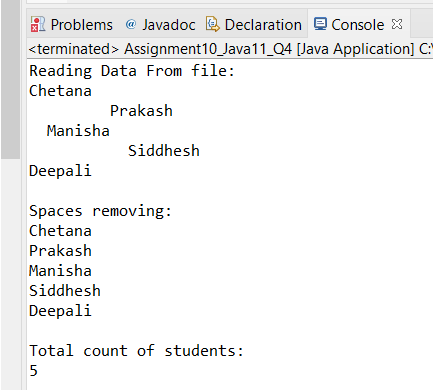 Problems @ Javadoc Declaration Console
<terminated> Assignment10_Java11_Q4 [Java Application] C:\
Reading Data From file:
Chetana
Prakash
Manisha
Siddhesh
Deepali
Spaces removing:
Chetana
Prakash
Manisha
Siddhesh
Deepali
Total count of students:
5